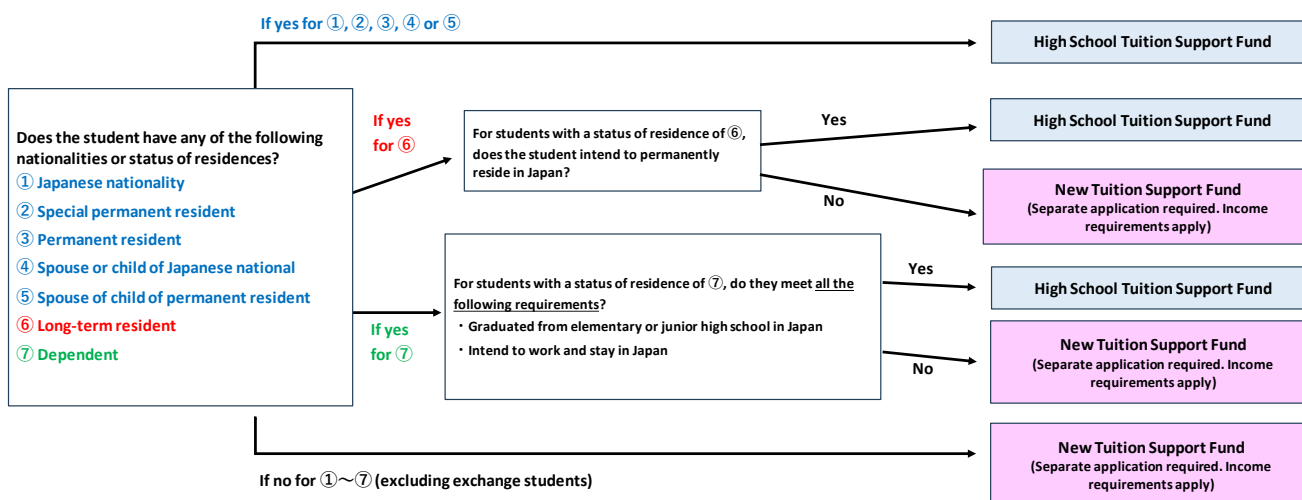 If yes for ①, ②, ③, ④ or ⑤
High School Tuition Support Fund
Does the student have any of the following
nationalities or status of residences?
① Japanese nationality
② Special permanent resident
③ Permanent resident
④ Spouse or child of Japanese national
⑤ Spouse of child of permanent resident
⑥ Long-term resident
⑦ Dependent
If yes
for ⑥
For students with a status of residence of ⑥,
does the student intend to permanently
reside in Japan?
Yes
High School Tuition Support Fund
No
New Tuition Support Fund
(Separate application required. Income
requirements apply)
If yes
for ⑦
For students with a status of residence of ⑦, do they meet all the
following requirements?
・Graduated from elementary or junior high school in Japan
・Intend to work and stay in Japan
Yes
High School Tuition Support Fund
No
New Tuition Support Fund
(Separate application required. Income
requirements apply)
If no for ①～⑦ (excluding exchange students)
New Tuition Support Fund
(Separate application required. Income
requirements apply)